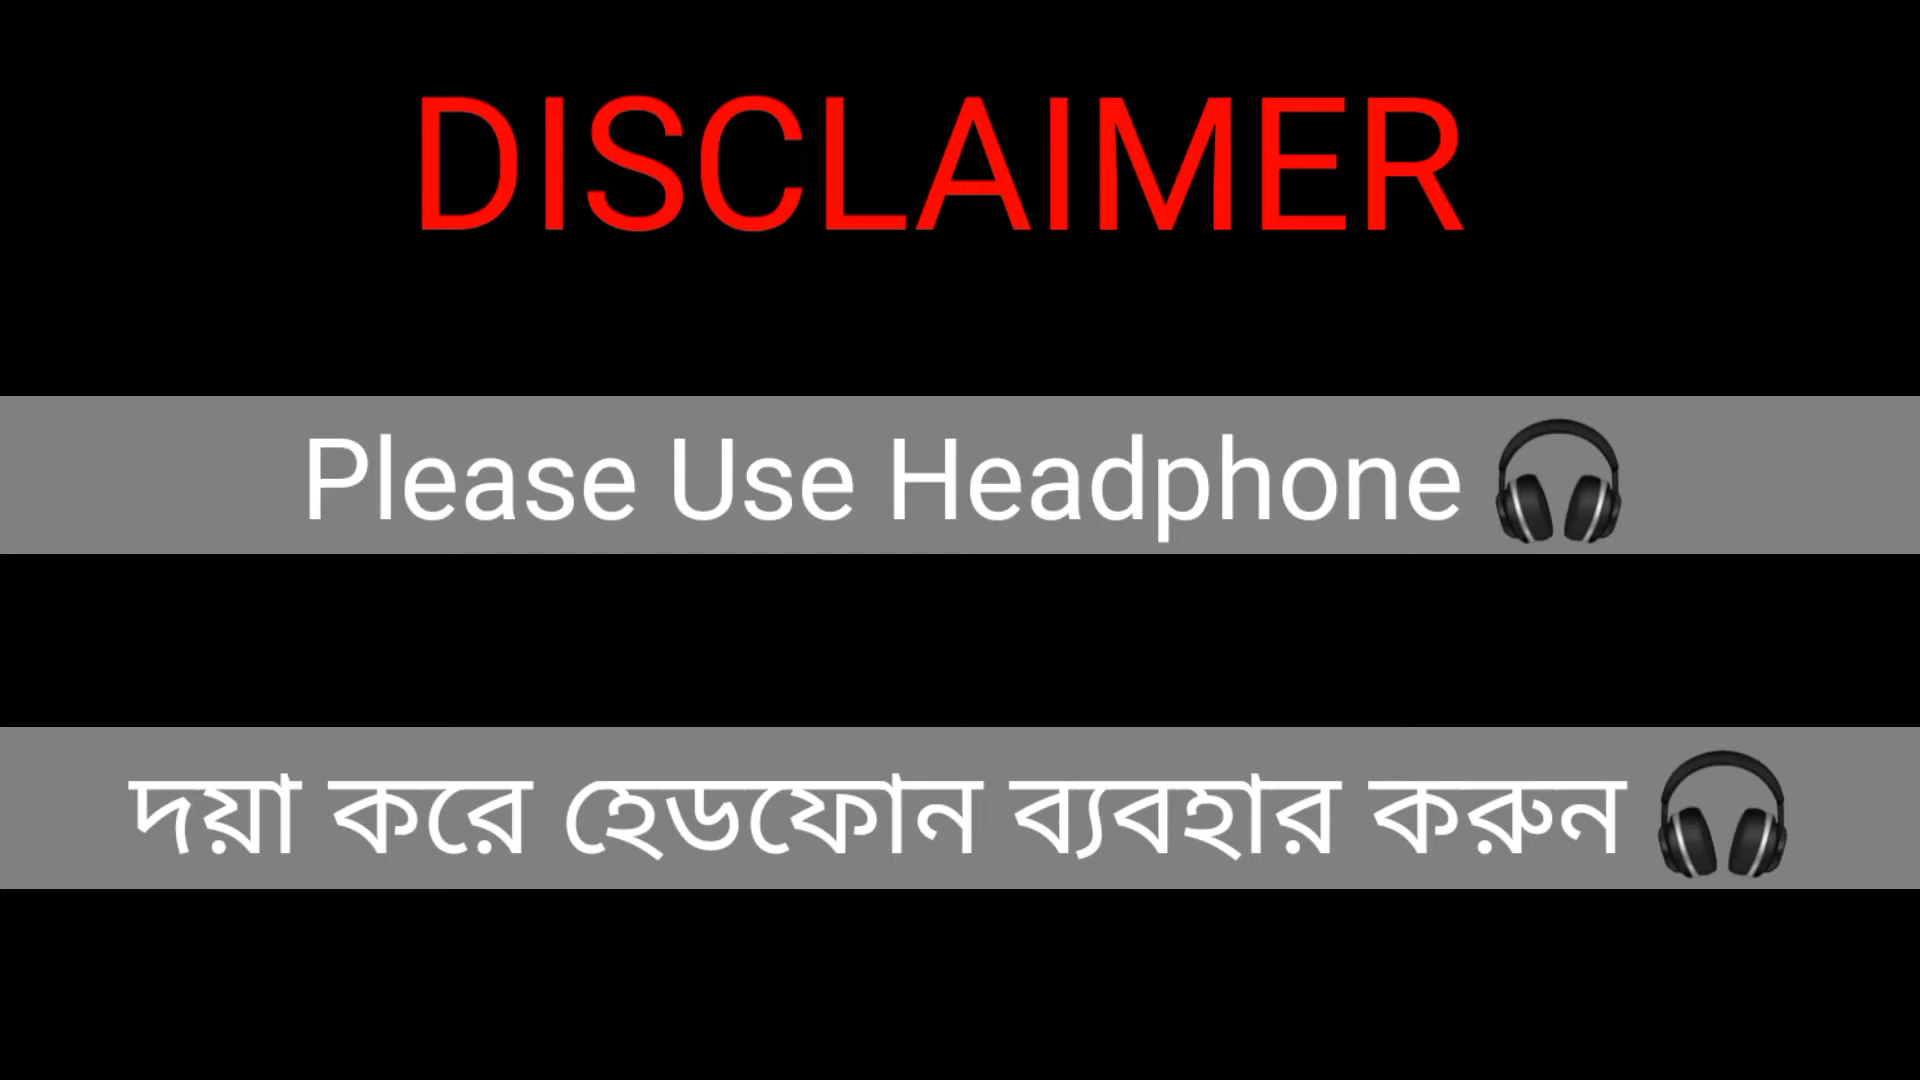 DISCLAIMER
Please Use Headphone 🎧
দয়া করে হেডফোন ব্যবহার করুন 🎧